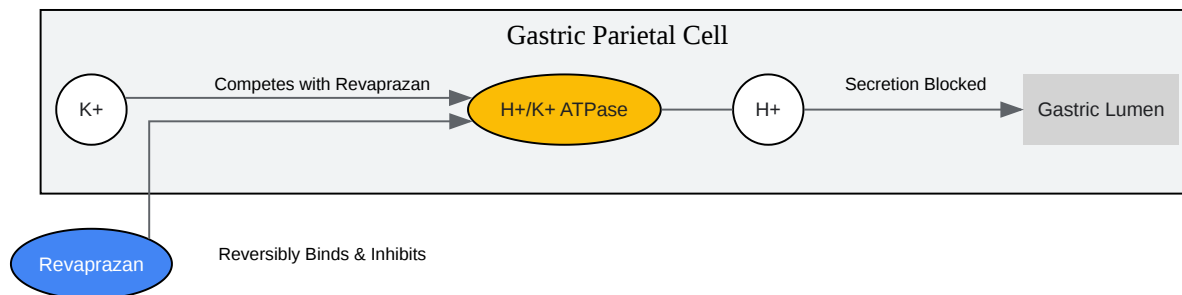 Gastric Parietal Cell
K+
Competes with Revaprazan
H+/K+ ATPase
H+
Secretion Blocked
Gastric Lumen
Revaprazan
Reversibly Binds & Inhibits